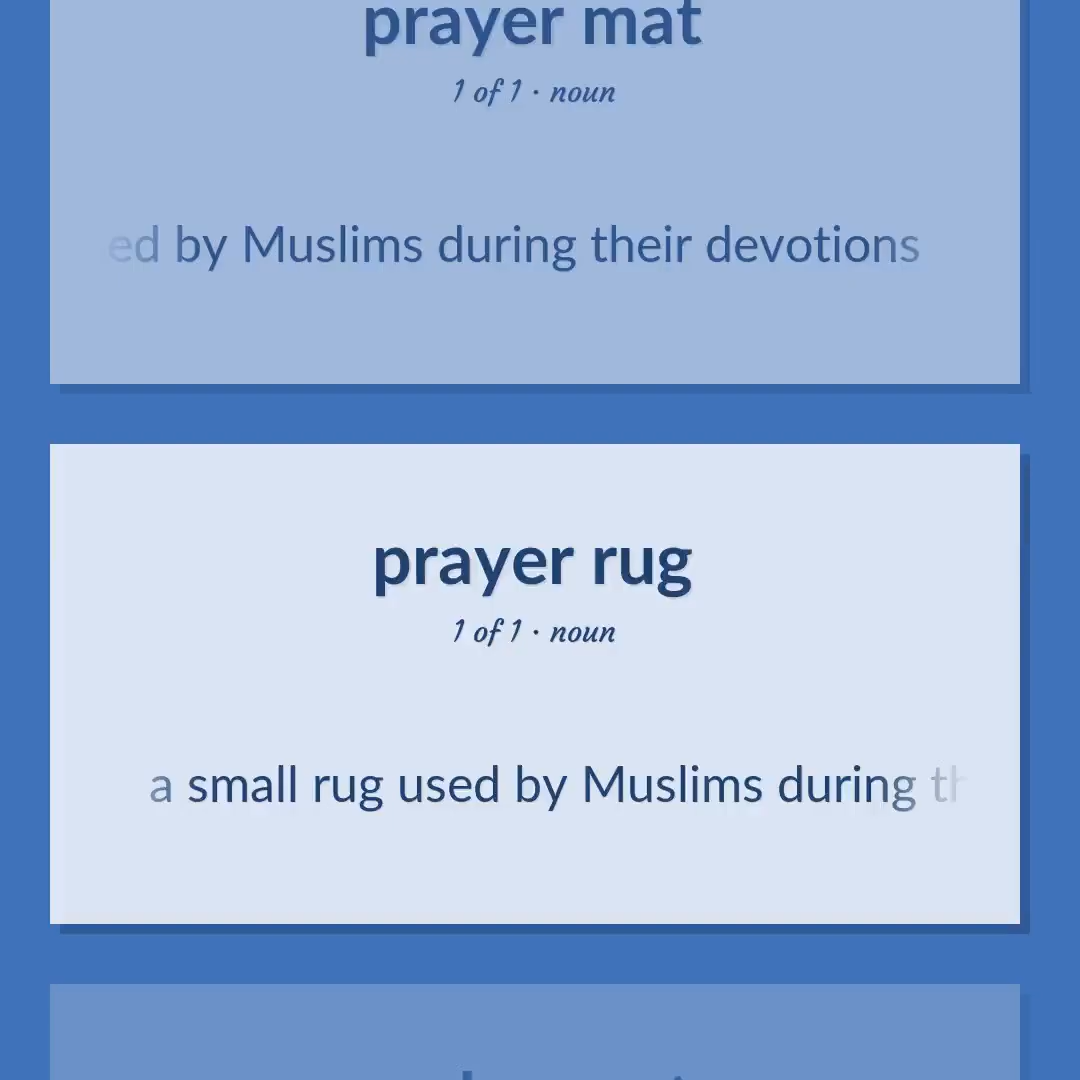 prayer mat
1 of 1 · noun
ed by Muslims during their devotions
prayer rug
1 of 1 · noun
a small rug used by Muslims during th